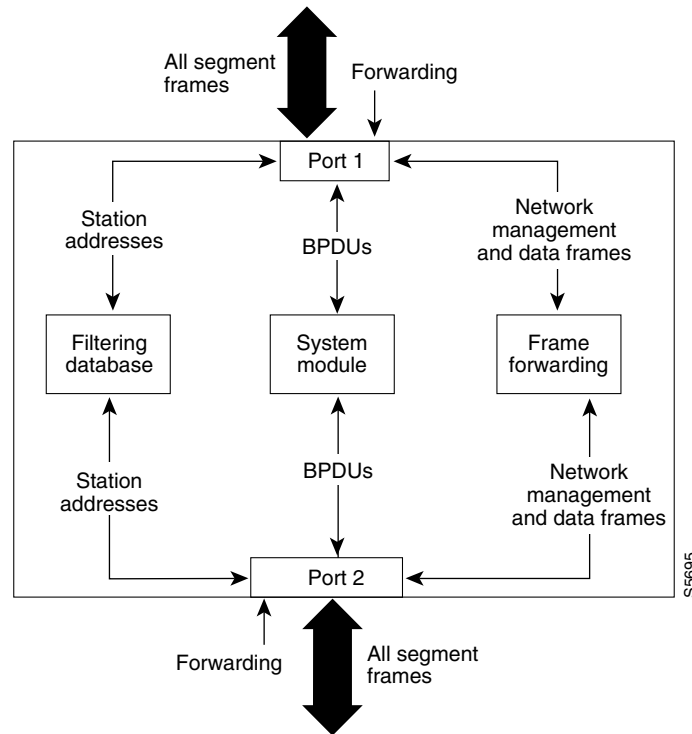 All segment
frames
Forwarding
Port 1
Station
addresses
BPDUs
Network
management
and data frames
Filtering
database
System
module
Frame
forwarding
Station
addresses
BPDUs
Network
management
and data frames
Port 2
S5695
Forwarding
All segment
frames